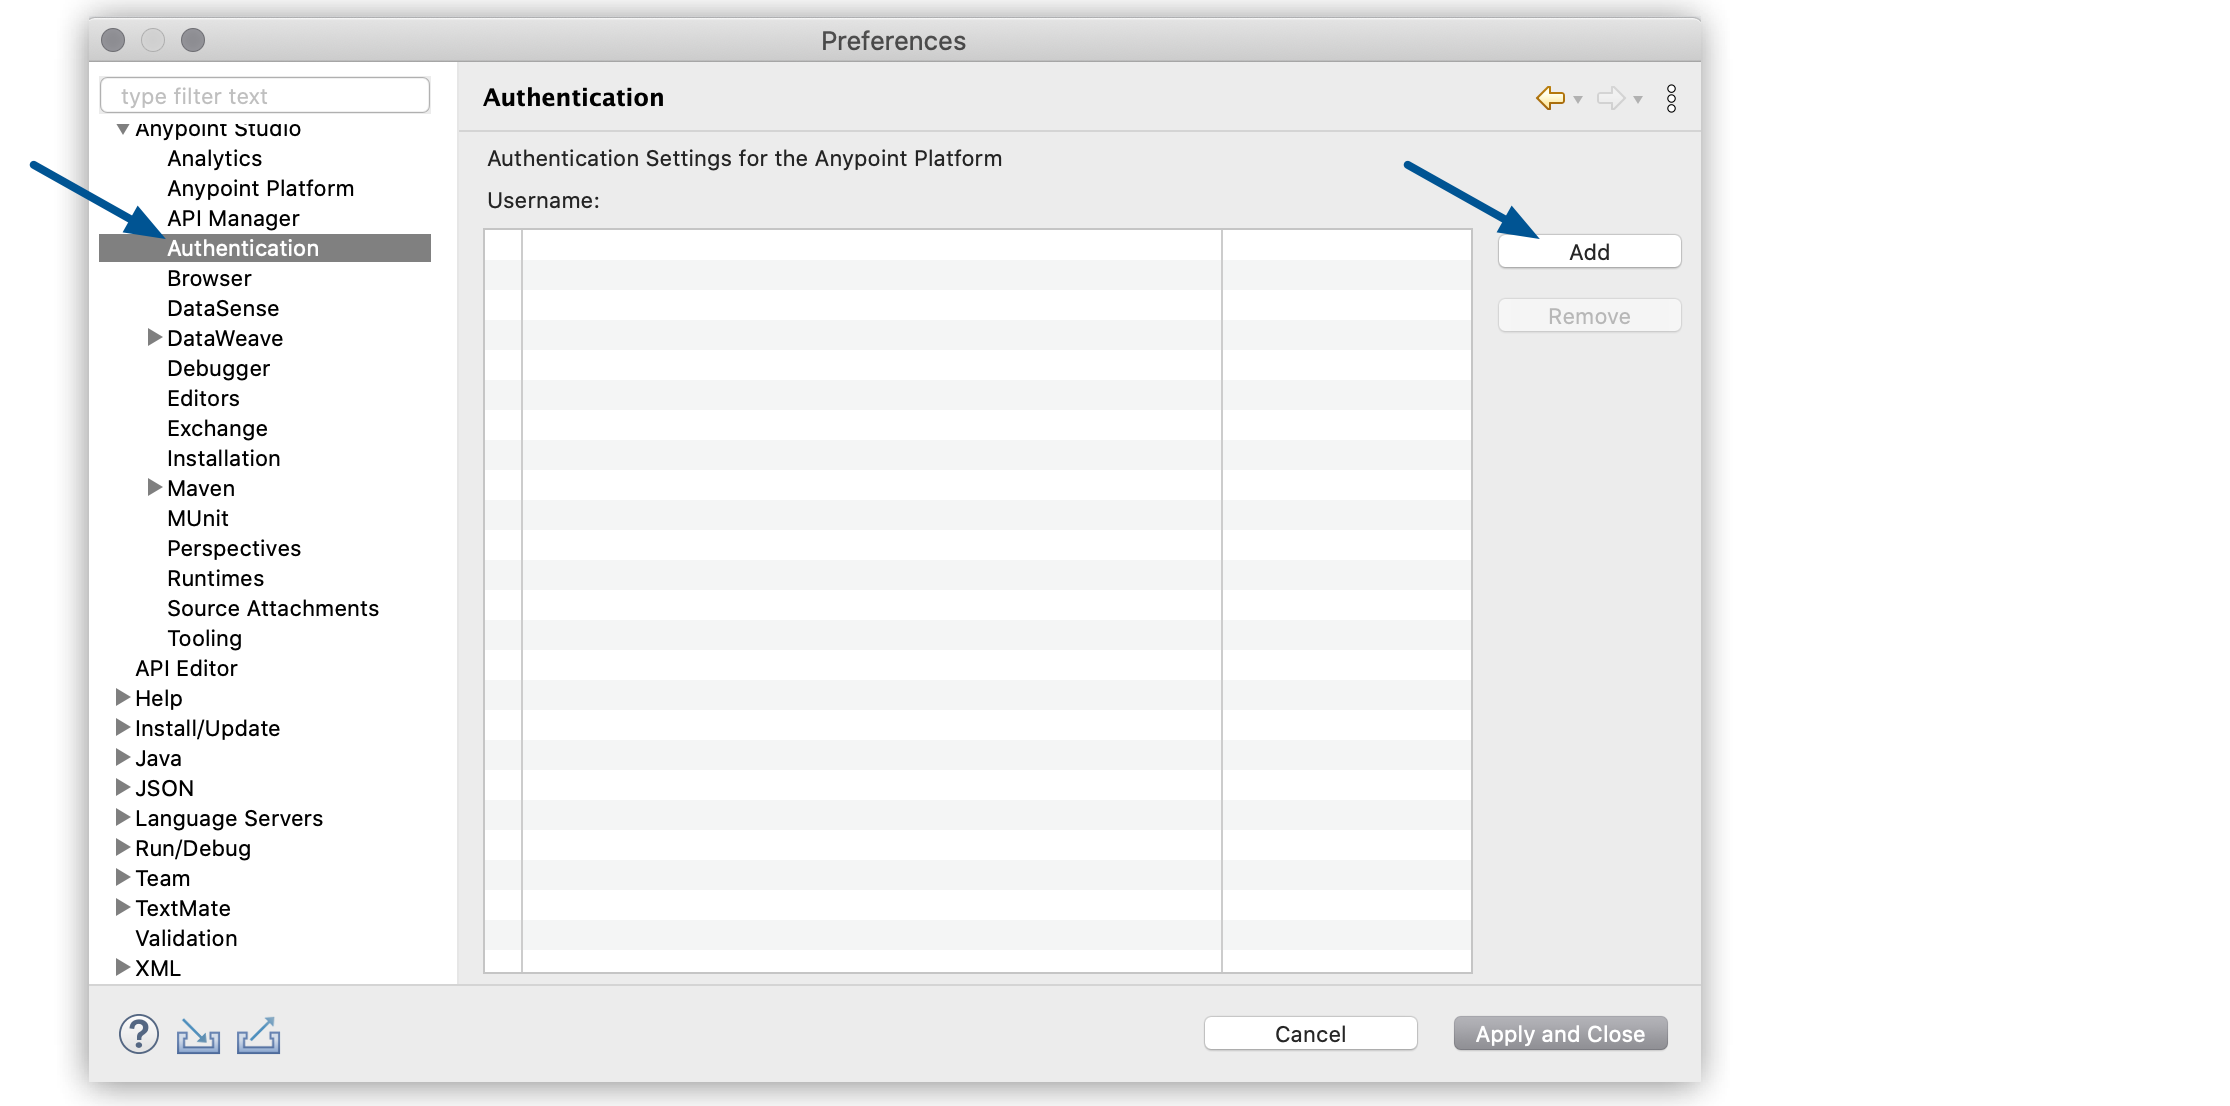 Preferences
type filter text
Anypoint Studio
Analytics
Anypoint Platform
API Manager
Authentication
Browser
DataSense
DataWeave
Debugger
Editors
Exchange
Installation
Maven
MUnit
Perspectives
Runtimes
Source Attachments
Tooling
API Editor
Help
Install/Update
Java
JSON
Language Servers
Run/Debug
Team
TextMate
Validation
XML
Authentication
Authentication Settings for the Anypoint Platform
Username:
Add
Remove
?
Cancel
Apply and Close